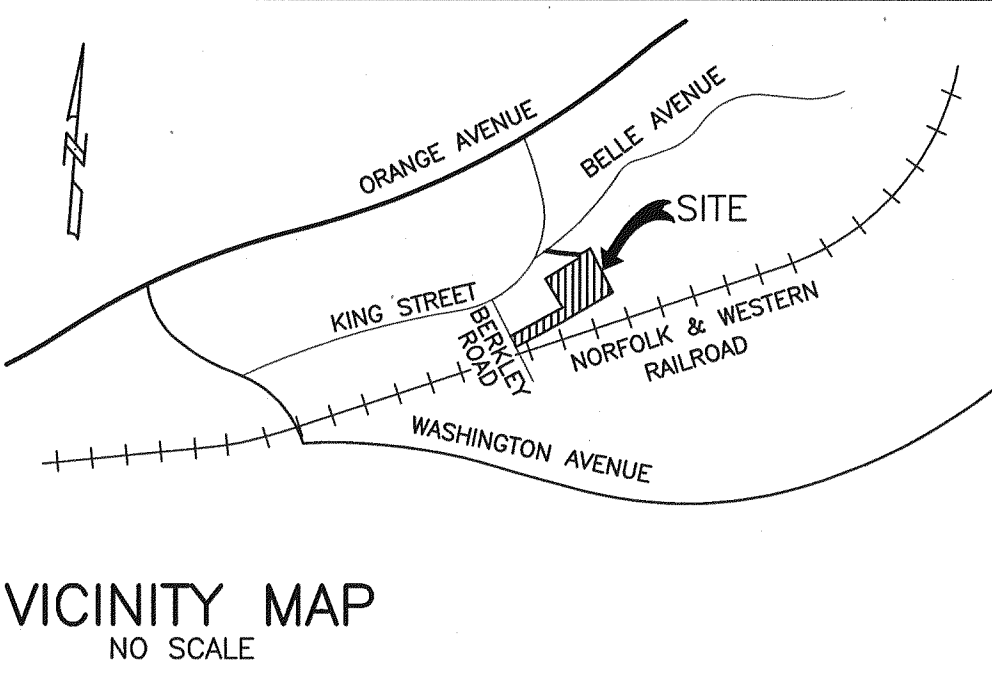 N
ORANGE AVENUE
BELLE AVENUE
SITE
KING STREET
BERKLEY
ROAD
NORFOLK & WESTERN
RAILROAD
WASHINGTON AVENUE
VICINITY MAP
NO SCALE